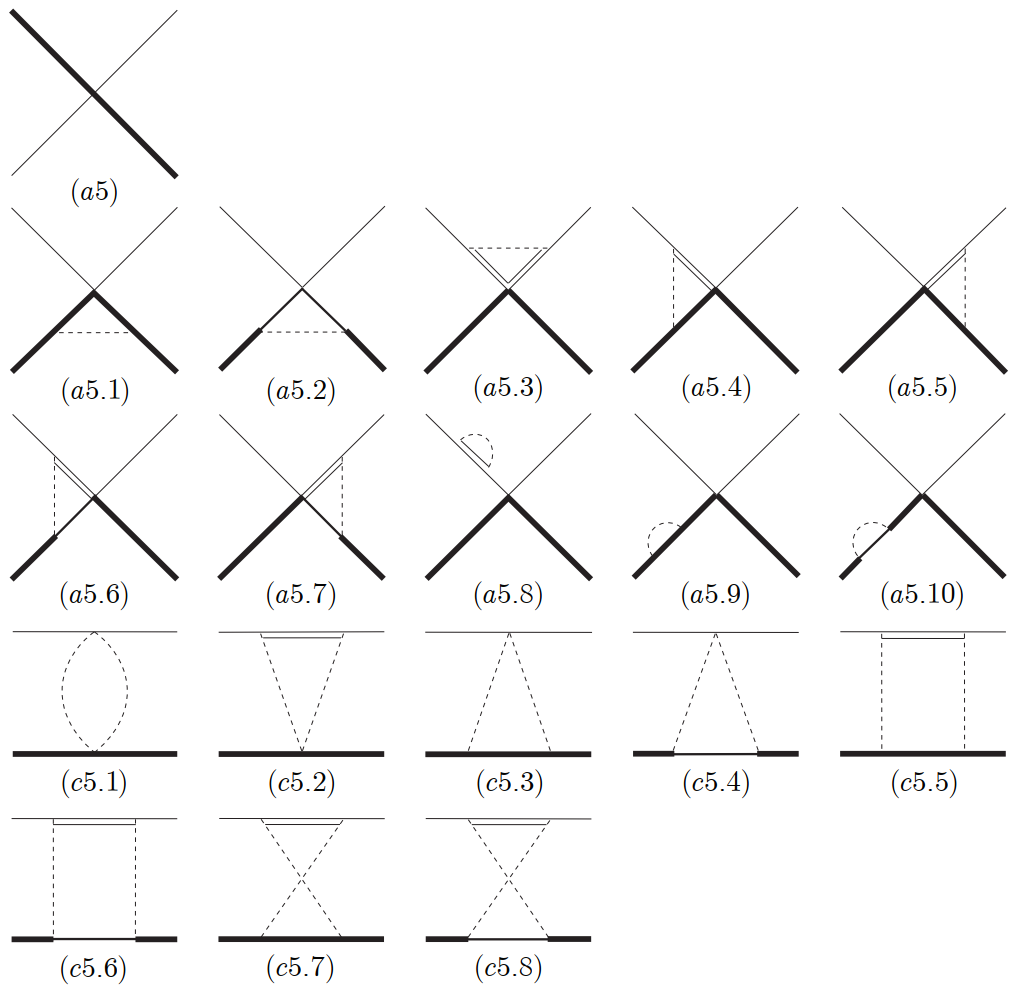 (a5)
(a5.1) (a5.2) (a5.3) (a5.4) (a5.5)
(a5.6) (a5.7) (a5.8) (a5.9) (a5.10)
(c5.1) (c5.2) (c5.3) (c5.4) (c5.5)
(c5.6) (c5.7) (c5.8)